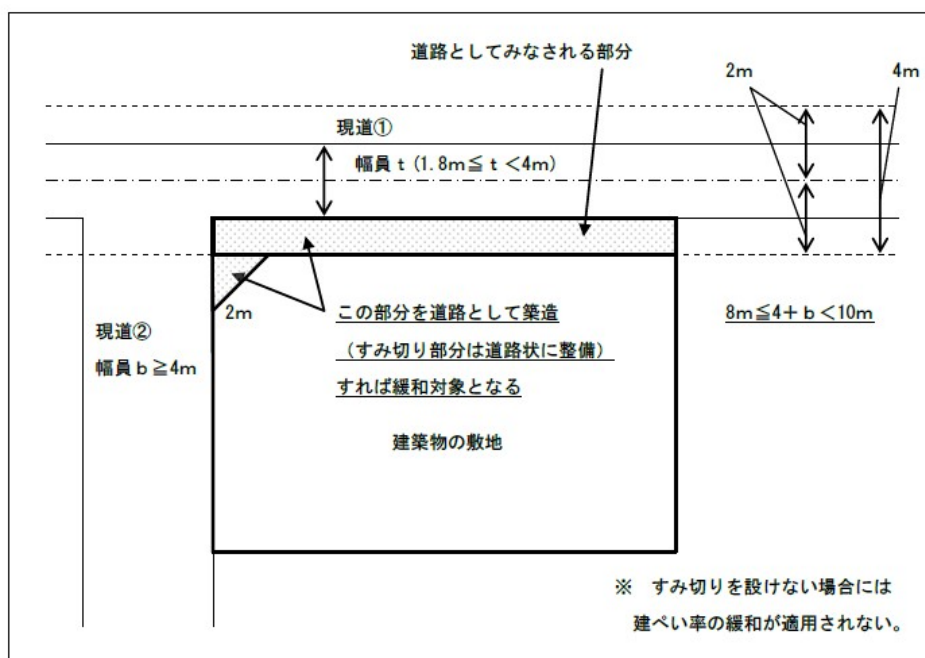 道路としてみなされる部分
2m
4m
現道①
幅員ｔ(1.8m≦ｔ<4m)
現道②
幅員ｂ≧4m
2m
この部分を道路として築造
（すみ切り部分は道路状に整備）
すれば緩和対象となる
8m≦4＋ｂ<10m
建築物の敷地
※　すみ切りを設けない場合には
建ぺい率の緩和が適用されない。